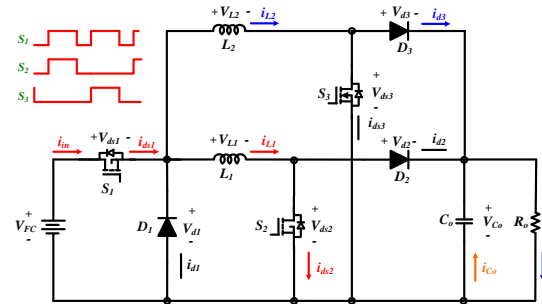 S1
S2
S3
+ VL2 - iL2
L2
+ Vd3 - id3
D3
S3
+
Vds3
-
ids3
iin
+ Vds1 - ids1
S1
+ VL1 - iL1
L1
+ Vd2 - id2
D2
VFC
+
-
D1
+
Vd1
-
id1
S2
+
Vds2
-
ids2
Co
+
VCo
-
iCo
Ro